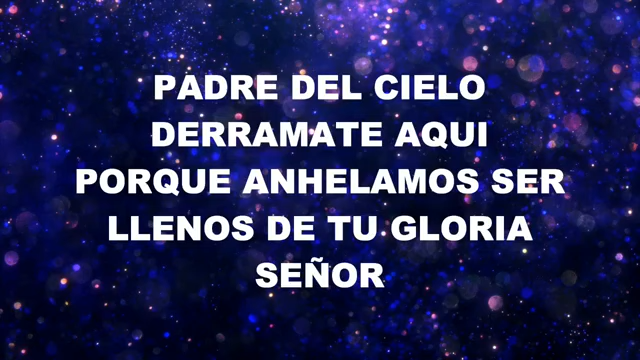 PADRE DEL CIELO
DERRAMATE AQUI
PORQUE ANHELAMOS SER
LLENOS DE TU GLORIA
SEÑOR